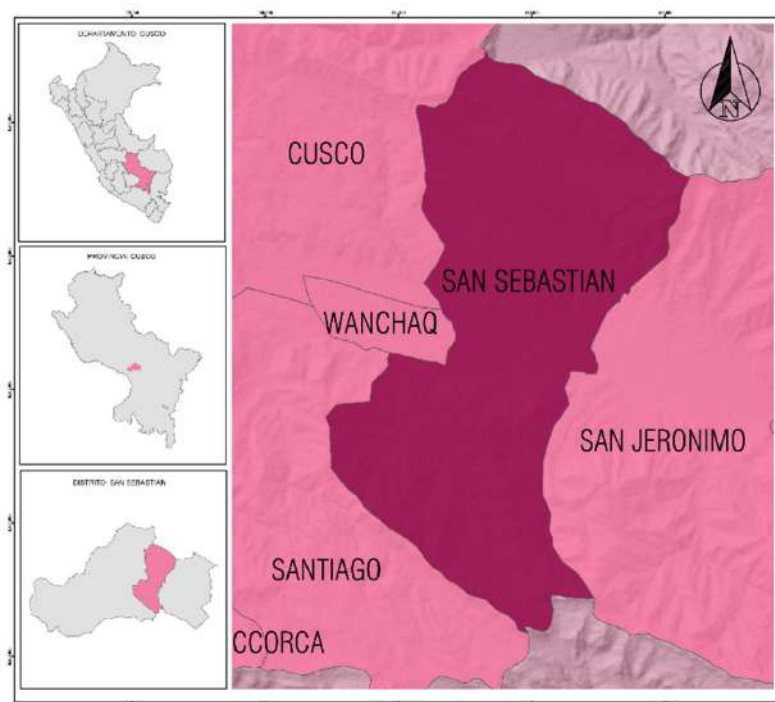 DEPARTAMENTO: CUSCO
PROVINCIA: CUSCO
DISTRITO: SAN SEBASTIAN
N
CUSCO
SAN SEBASTIAN
WANCHAQ
SAN JERONIMO
SANTIAGO
CCORCA